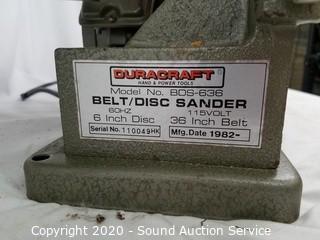 DURACRAFT
HAND & POWER TOOLS
Model No. BDS-636
BELT/DISC SANDER
60HZ 115VOLT
6 Inch Disc 36 Inch Belt
Serial No. 110049HK Mfg. Date 1982-
Copyright © 2020 - Sound Auction Service -